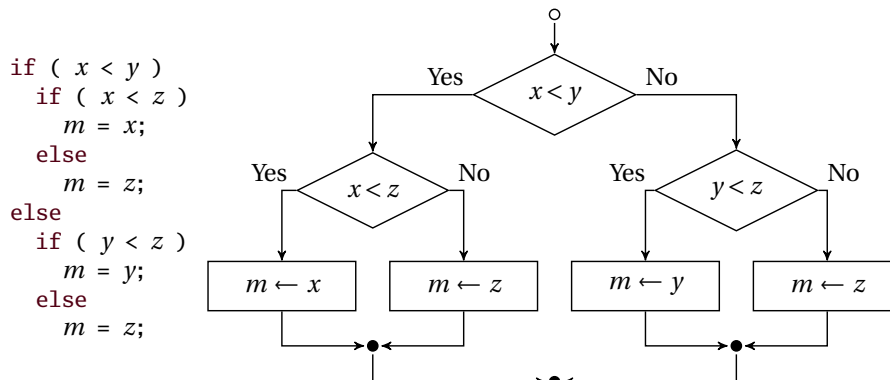 if ( x < y )
if ( x < z )
m = x;
else
m = z;
else
if ( y < z )
m = y;
else
m = z;
Yes
x < y
No
Yes
x < z
No
Yes
y < z
No
m ← x
m ← z
m ← y
m ← z